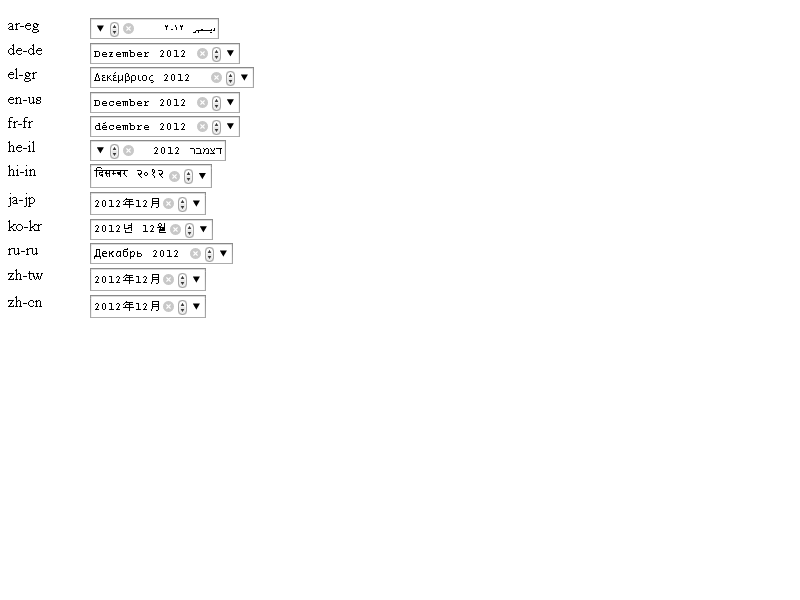 ar-eg ديسمبر ٢٠١٢
de-de Dezember 2012
el-gr Δεκέμβριος 2012
en-us December 2012
fr-fr décembre 2012
he-il דצמבר 2012
hi-in दिसम्बर २०१२
ja-jp 2012年12月
ko-kr 2012년 12월
ru-ru Декабрь 2012
zh-tw 2012年12月
zh-cn 2012年12月